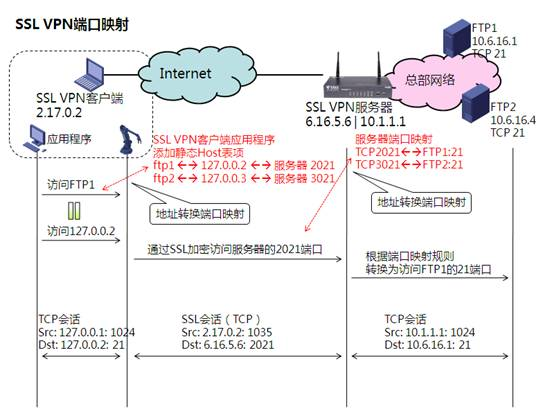 SSL VPN端口映射
FTP1
10.6.16.1
TCP 21
Internet
总部网络
SSL VPN客户端
2.17.0.2
SSL VPN服务器
6.16.5.6 | 10.1.1.1
FTP2
10.6.16.4
TCP 21
应用程序
SSL VPN客户端应用程序
添加静态Host表项
ftp1 <-> 127.0.0.2 <-> 服务器 2021
ftp2 <-> 127.0.0.3 <-> 服务器 3021
服务器端口映射
TCP2021<->FTP1:21
TCP3021<->FTP2:21
访问FTP1
地址转换端口映射
地址转换端口映射
访问127.0.0.2
通过SSL加密访问服务器的2021端口
根据端口映射规则
转换为访问FTP1的21端口
TCP会话
Src: 127.0.0.1: 1024
Dst: 127.0.0.2: 21
SSL会话（TCP）
Src: 2.17.0.2: 1035
Dst: 6.16.5.6: 2021
TCP会话
Src: 10.1.1.1: 1024
Dst: 10.6.16.1: 21